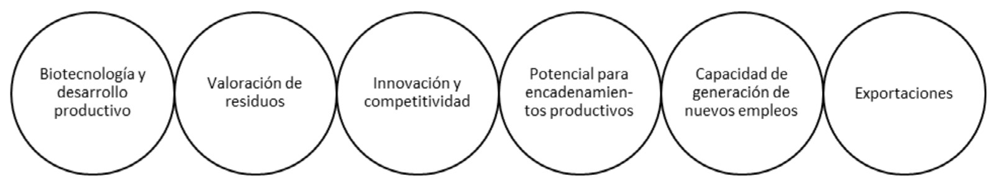 Biotecnología y
desarrollo
productivo
Valoración de
residuos
Innovación y
competitividad
Potencial para
encadenamien-
tos productivos
Capacidad de
generación de
nuevos empleos
Exportaciones